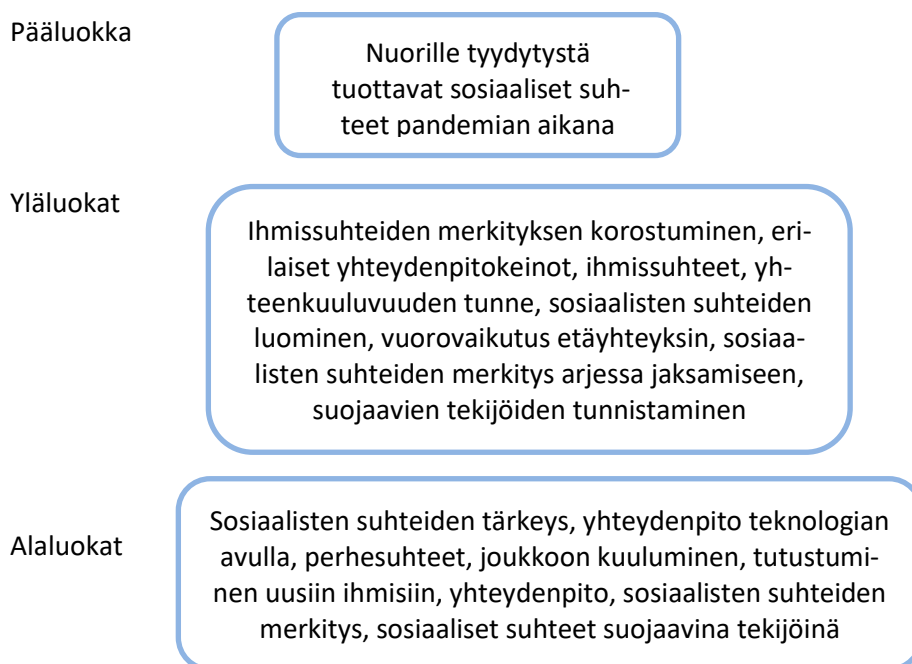 Pääluokka
Nuorille tyydytystä
tuottavat sosiaaliset suh-
teet pandemian aikana
Yläluokat
Ihmissuhteiden merkityksen korostuminen, eri-
laiset yhteydenpitokeinot, ihmissuhteet, yh-
teenkuuluvuuden tunne, sosiaalisten suhteiden
luominen, vuorovaikutus etäyhteyksin, sosiaa-
listen suhteiden merkitys arjessa jaksamiseen,
suojaavien tekijöiden tunnistaminen
Alaluokat
Sosiaalisten suhteiden tärkeys, yhteydenpito teknologian
avulla, perhesuhteet, joukkoon kuuluminen, tutustumi-
nen uusiin ihmisiin, yhteydenpito, sosiaalisten suhteiden
merkitys, sosiaaliset suhteet suojaavina tekijöinä